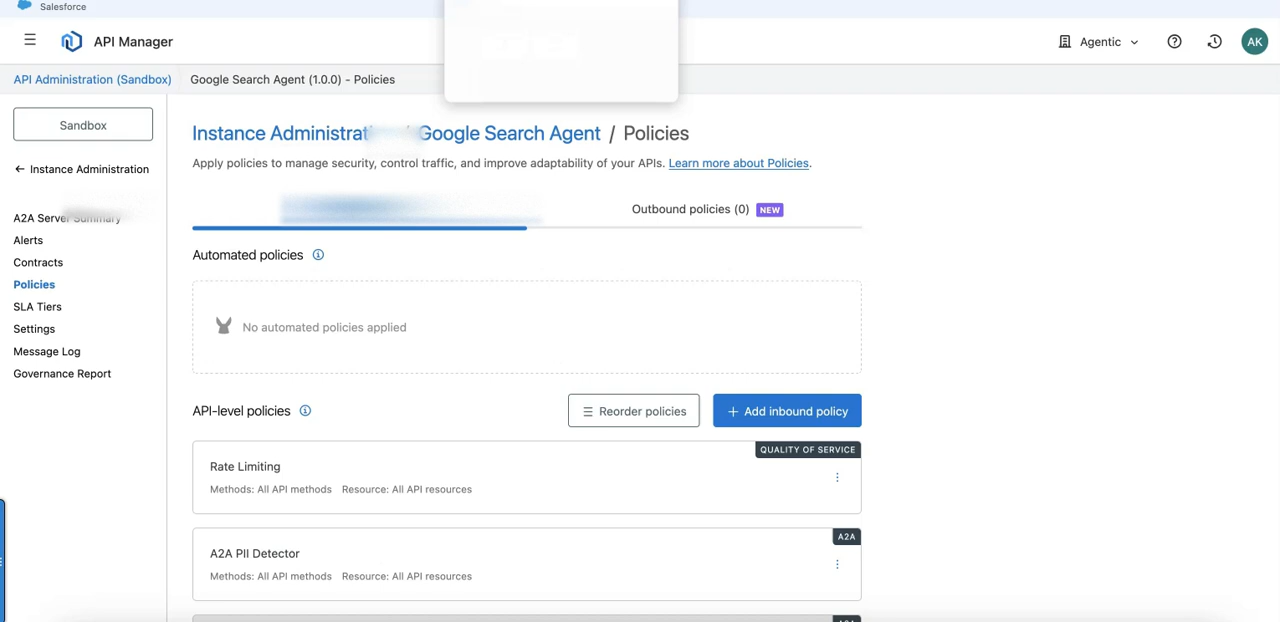 Salesforce
API Manager
Agentic
AK
API Administration (Sandbox)
Google Search Agent (1.0.0) - Policies
Sandbox
Instance Administration
A2A Server Summary
Alerts
Contracts
Policies
SLA Tiers
Settings
Message Log
Governance Report
Google Search Agent / Policies
Apply policies to manage security, control traffic, and improve adaptability of your APIs. Learn more about Policies.
Outbound policies (0) NEW
Automated policies
No automated policies applied
API-level policies
Reorder policies
Add inbound policy
QUALITY OF SERVICE
Rate Limiting
Methods: All API methods Resource: All API resources
A2A
A2A PII Detector
Methods: All API methods Resource: All API resources